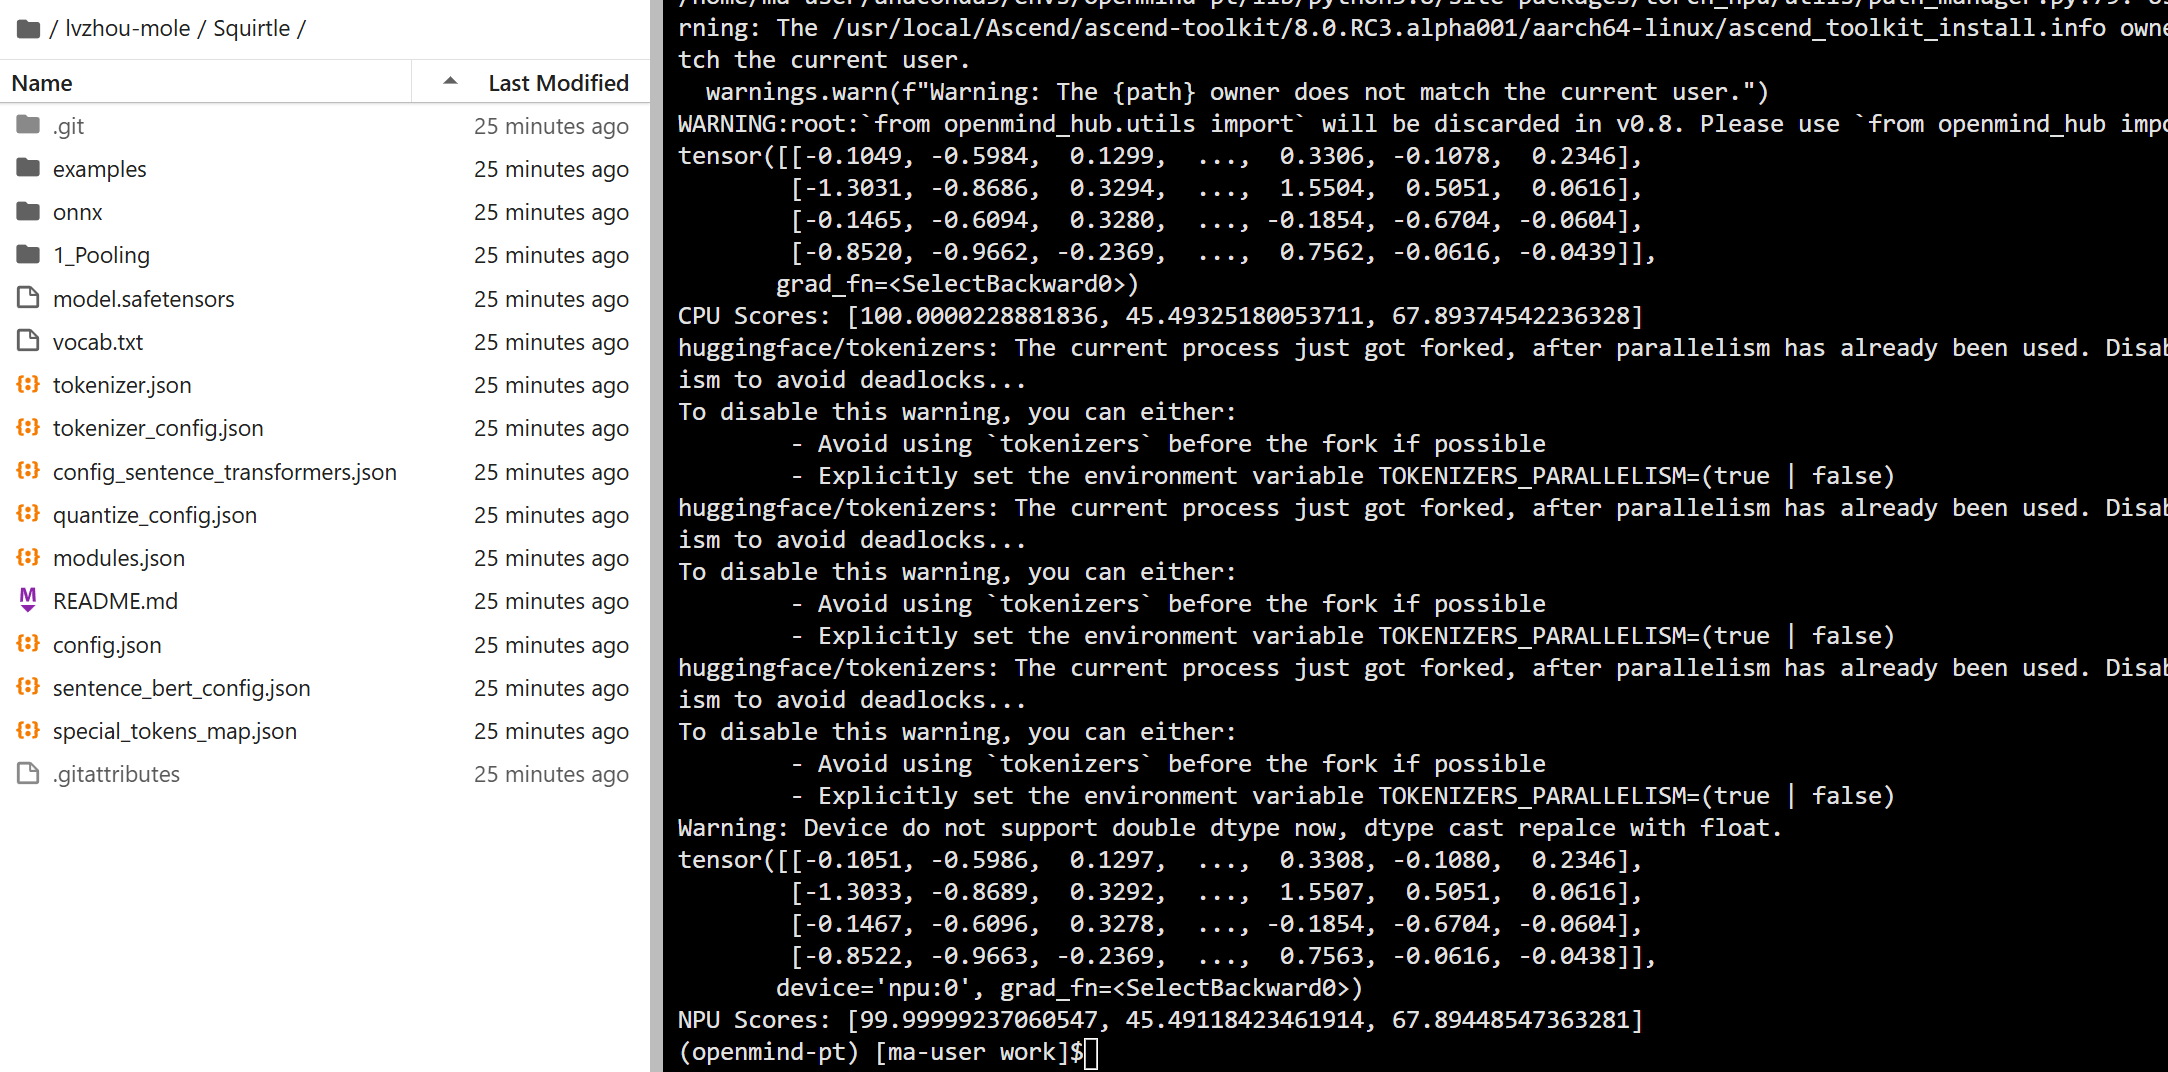 / lvzhou-mole / Squirtle /
Name Last Modified
.git 25 minutes ago
examples 25 minutes ago
onnx 25 minutes ago
1_Pooling 25 minutes ago
model.safetensors 25 minutes ago
vocab.txt 25 minutes ago
tokenizer.json 25 minutes ago
tokenizer_config.json 25 minutes ago
config_sentence_transformers.json 25 minutes ago
quantize_config.json 25 minutes ago
modules.json 25 minutes ago
README.md 25 minutes ago
config.json 25 minutes ago
sentence_bert_config.json 25 minutes ago
special_tokens_map.json 25 minutes ago
.gitattributes 25 minutes ago
rning: The /usr/local/Ascend/ascend-toolkit/8.0.RC3.alpha001/aarch64-linux/ascend_toolkit_install.info owne
tch the current user.
  warnings.warn(f"Warning: The {path} owner does not match the current user.")
WARNING:root:`from openmind_hub.utils import` will be discarded in v0.8. Please use `from openmind_hub impo
tensor([[-0.1049, -0.5984,  0.1299,  ...,  0.3306, -0.1078,  0.2346],
        [-1.3031, -0.8686,  0.3294,  ...,  1.5504,  0.5051,  0.0616],
        [-0.1465, -0.6094,  0.3280,  ..., -0.1854, -0.6704, -0.0604],
        [-0.8520, -0.9662, -0.2369,  ...,  0.7562, -0.0616, -0.0439]],
       grad_fn=<SelectBackward0>)
CPU Scores: [100.0000228881836, 45.49325180053711, 67.89374542236328]
huggingface/tokenizers: The current process just got forked, after parallelism has already been used. Disab
ism to avoid deadlocks...
To disable this warning, you can either:
        - Avoid using `tokenizers` before the fork if possible
        - Explicitly set the environment variable TOKENIZERS_PARALLELISM=(true | false)
huggingface/tokenizers: The current process just got forked, after parallelism has already been used. Disab
ism to avoid deadlocks...
To disable this warning, you can either:
        - Avoid using `tokenizers` before the fork if possible
        - Explicitly set the environment variable TOKENIZERS_PARALLELISM=(true | false)
huggingface/tokenizers: The current process just got forked, after parallelism has already been used. Disab
ism to avoid deadlocks...
To disable this warning, you can either:
        - Avoid using `tokenizers` before the fork if possible
        - Explicitly set the environment variable TOKENIZERS_PARALLELISM=(true | false)
Warning: Device do not support double dtype now, dtype cast repalce with float.
tensor([[-0.1051, -0.5986,  0.1297,  ...,  0.3308, -0.1080,  0.2346],
        [-1.3033, -0.8689,  0.3292,  ...,  1.5507,  0.5051,  0.0616],
        [-0.1467, -0.6096,  0.3278,  ..., -0.1854, -0.6704, -0.0604],
        [-0.8522, -0.9663, -0.2369,  ...,  0.7563, -0.0616, -0.0438]],
       device='npu:0', grad_fn=<SelectBackward0>)
NPU Scores: [99.99999237060547, 45.49118423461914, 67.89448547363281]
(openmind-pt) [ma-user work]$